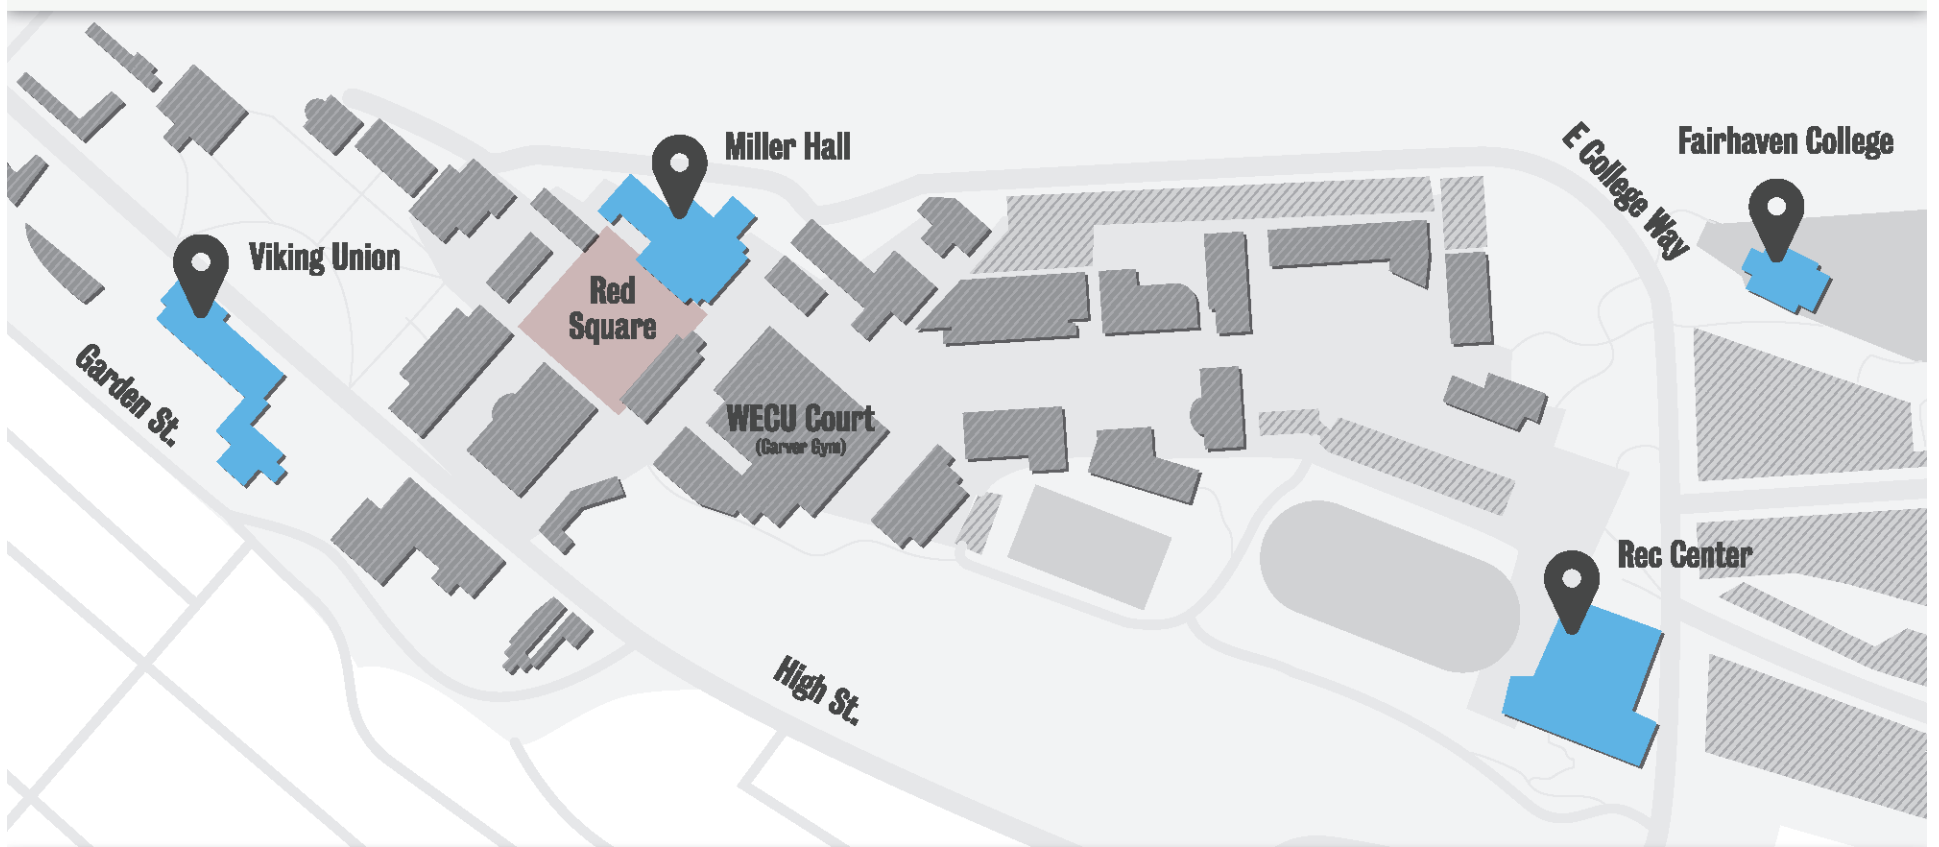 Miller Hall
Fairhaven College
E College Way
Viking Union
Red
Square
Garden St.
WECU Court
(Carver Gym)
Rec Center
High St.